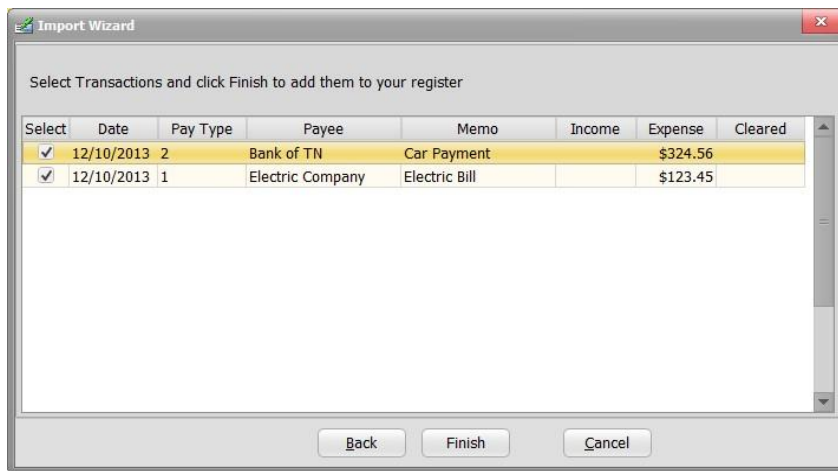 Import Wizard
Select Transactions and click Finish to add them to your register
Select Date Pay Type Payee Memo Income Expense Cleared
12/10/2013 2 Bank of TN Car Payment $324.56
12/10/2013 1 Electric Company Electric Bill $123.45
Back Finish Cancel